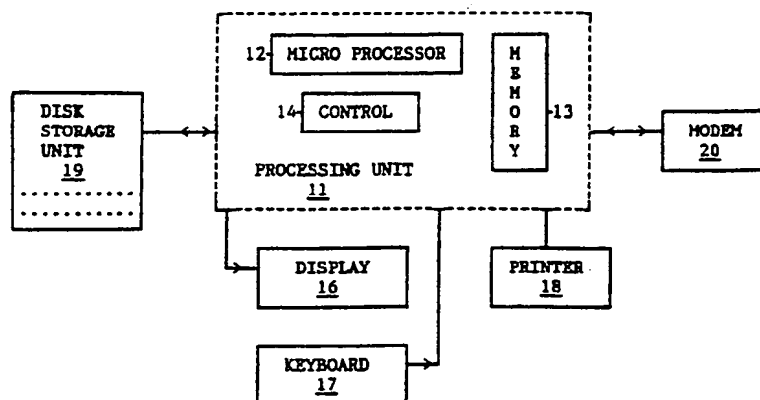 12 MICRO PROCESSOR
14 CONTROL
MEMORY 13
PROCESSING UNIT
11
DISK
STORAGE
UNIT
19
MODEM
20
DISPLAY
16
PRINTER
18
KEYBOARD
17